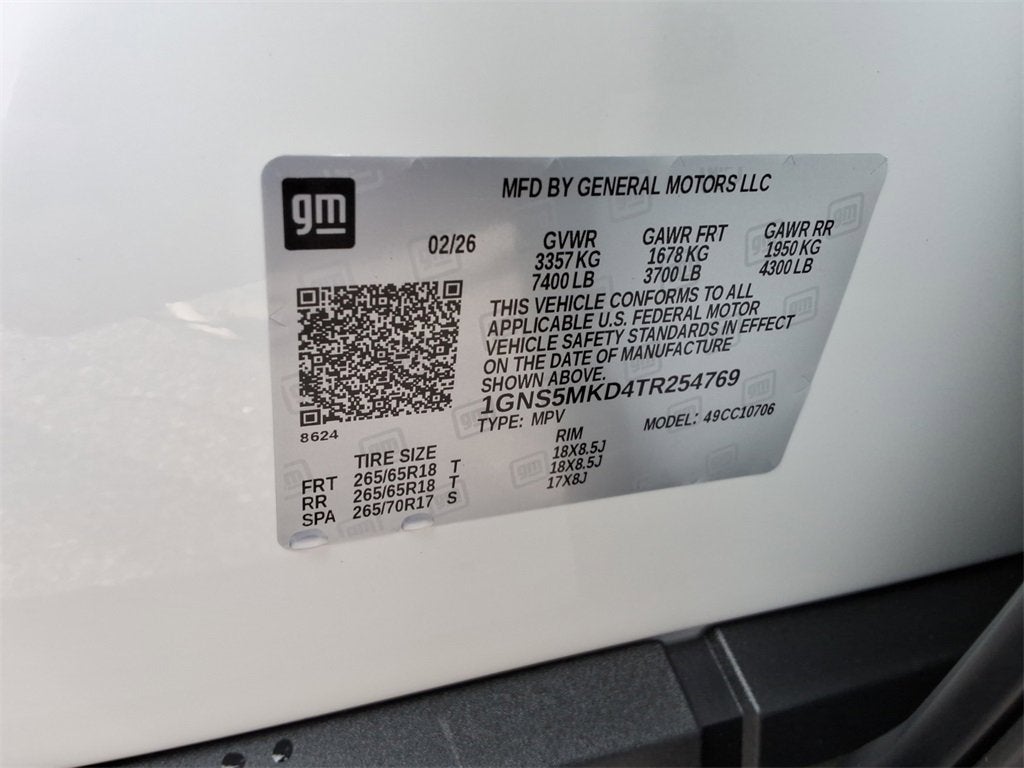 gm
MFD BY GENERAL MOTORS LLC
02/26
GVWR
3357 KG
7400 LB
GAWR FRT
1678 KG
3700 LB
GAWR RR
1950 KG
4300 LB
THIS VEHICLE CONFORMS TO ALL
APPLICABLE U.S. FEDERAL MOTOR
VEHICLE SAFETY STANDARDS IN EFFECT
ON THE DATE OF MANUFACTURE
SHOWN ABOVE.
1GNS5MKD4TR254769
TYPE: MPV
MODEL: 49CC10706
8624
TIRE SIZE
RIM
FRT 265/65R18 T 18X8.5J
RR 265/65R18 T 18X8.5J
SPA 265/70R17 S 17X8J